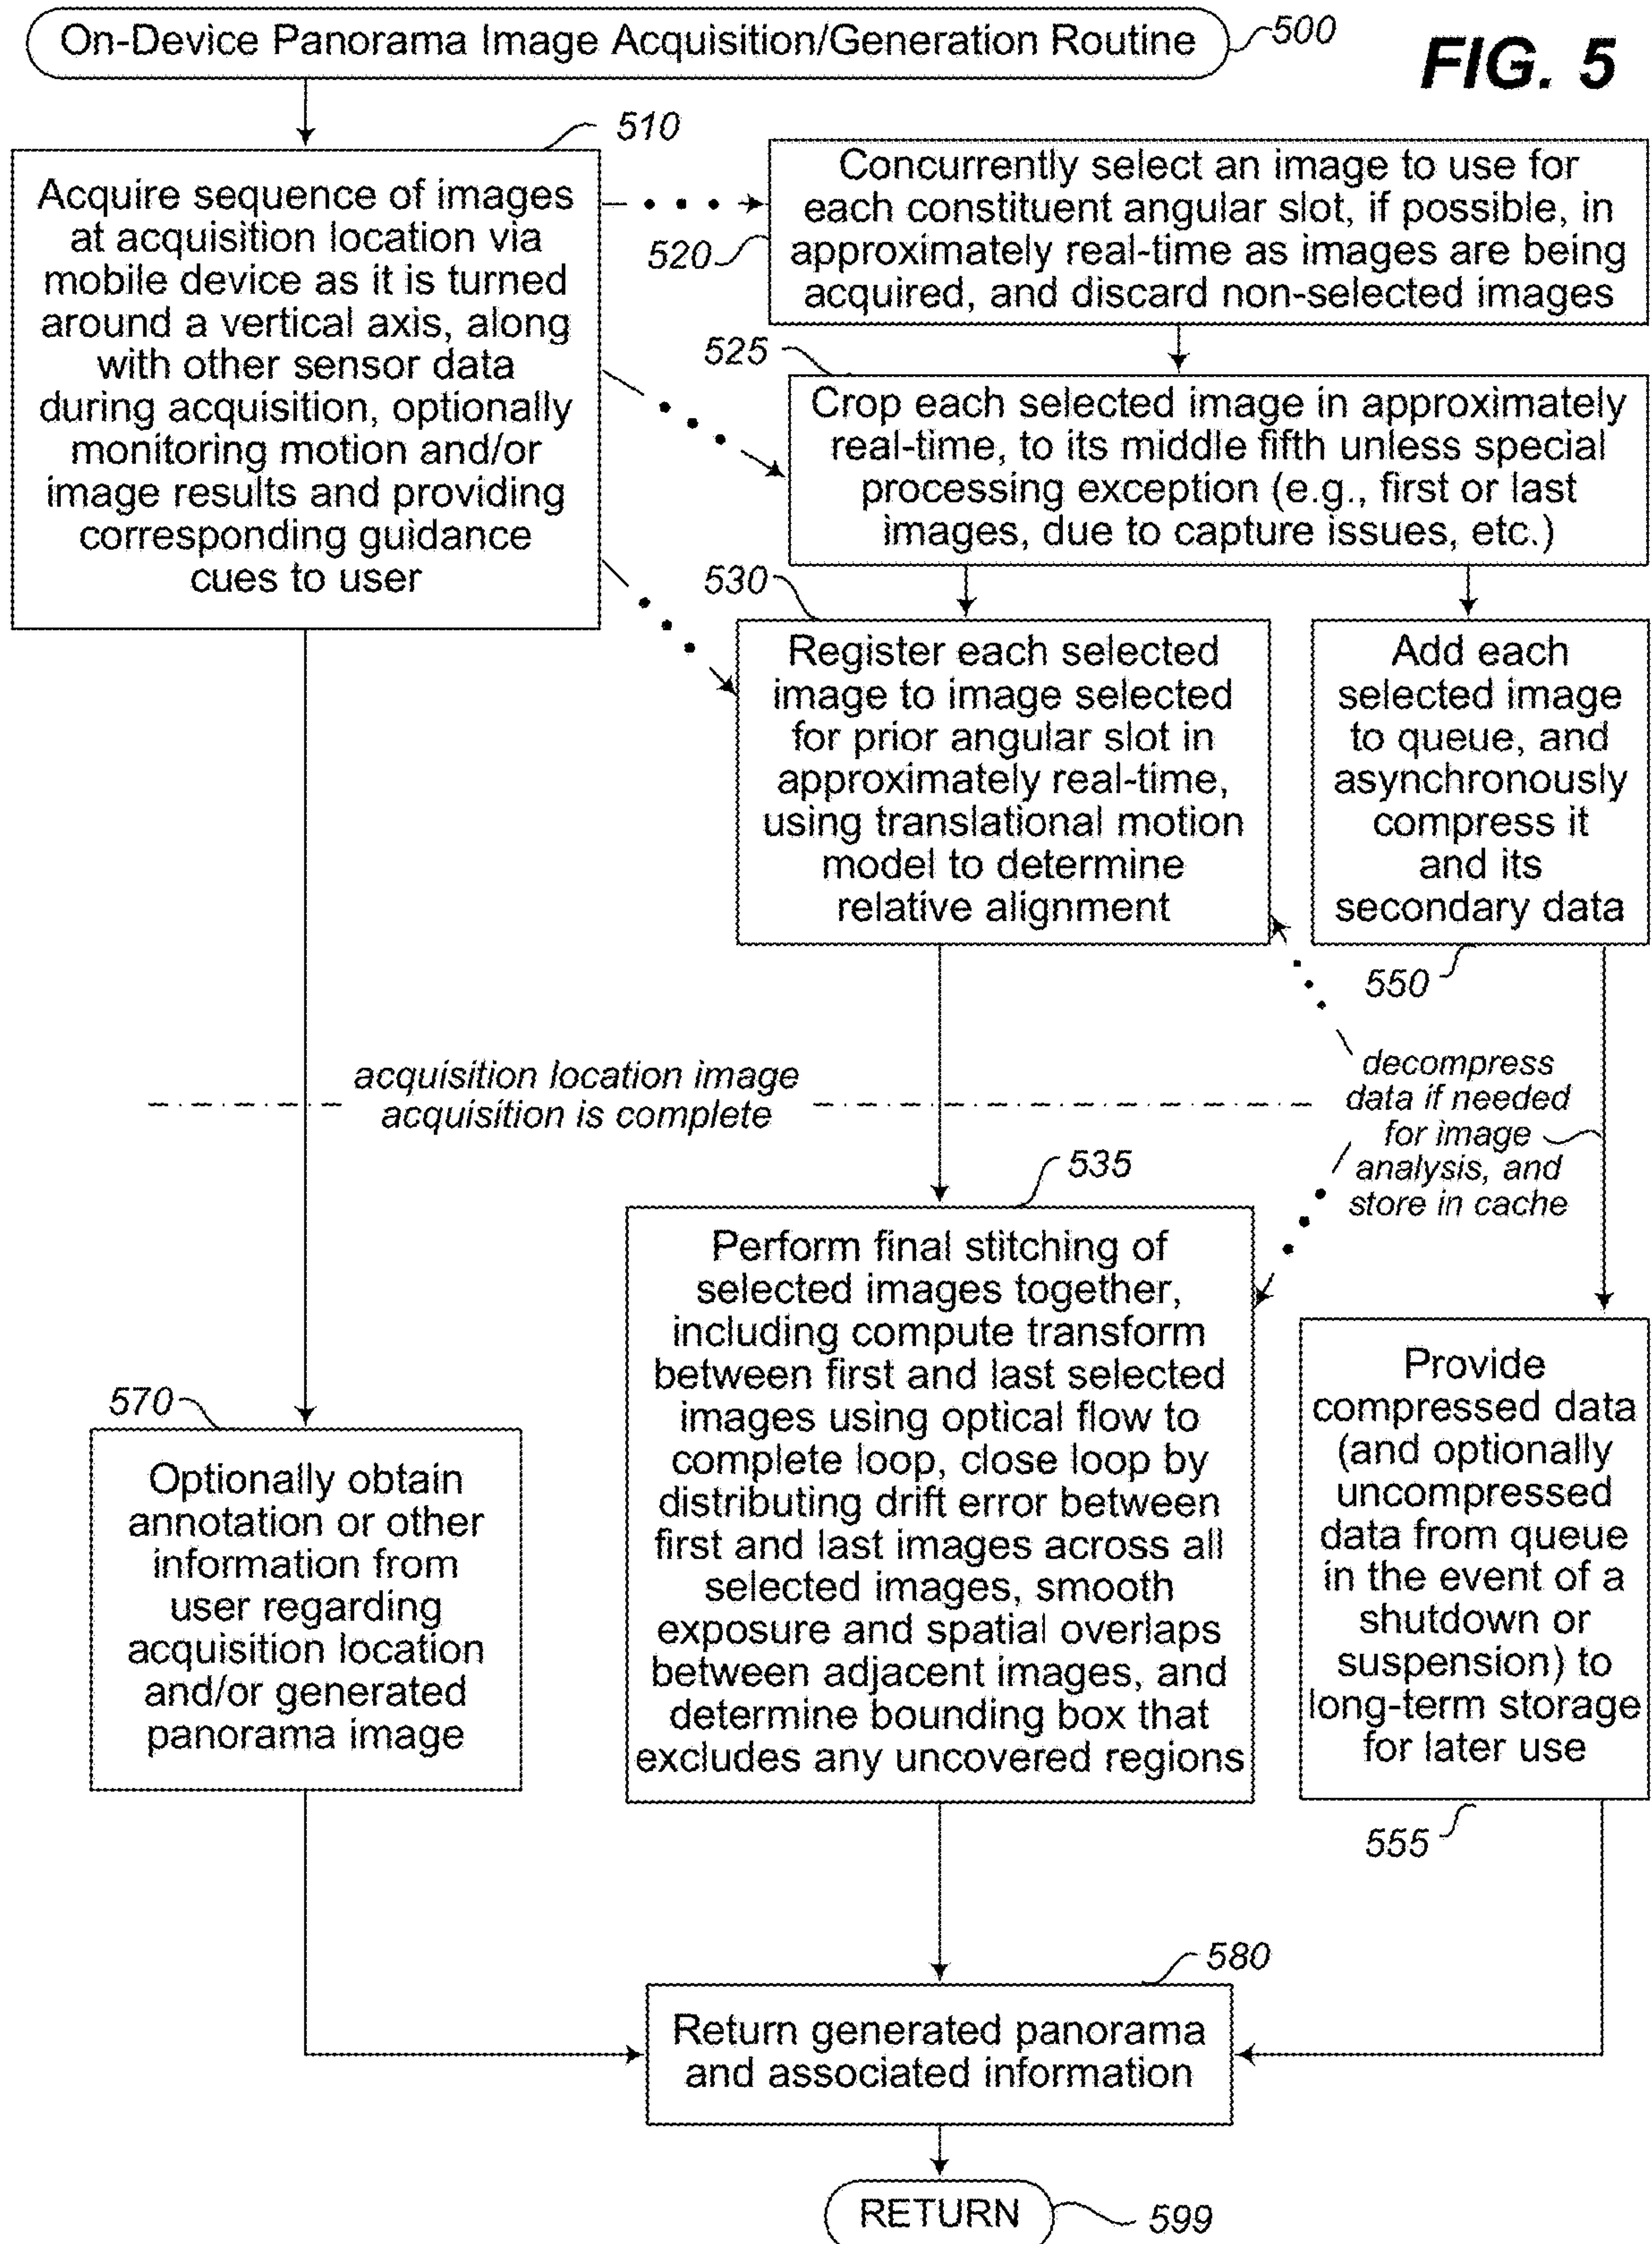 On-Device Panorama Image Acquisition/Generation Routine
500
FIG. 5
510
Acquire sequence of images
at acquisition location via
mobile device as it is turned
around a vertical axis, along
with other sensor data
during acquisition, optionally
monitoring motion and/or
image results and providing
corresponding guidance
cues to user
520
Concurrently select an image to use for
each constituent angular slot, if possible, in
approximately real-time as images are being
acquired, and discard non-selected images
525
Crop each selected image in approximately
real-time, to its middle fifth unless special
processing exception (e.g., first or last
images, due to capture issues, etc.)
530
Register each selected
image to image selected
for prior angular slot in
approximately real-time,
using translational motion
model to determine
relative alignment
Add each
selected image
to queue, and
asynchronously
compress it
and its
secondary data
550
acquisition location image
acquisition is complete
decompress
data if needed
for image
analysis, and
store in cache
535
Perform final stitching of
selected images together,
including compute transform
between first and last selected
images using optical flow to
complete loop, close loop by
distributing drift error between
first and last images across all
selected images, smooth
exposure and spatial overlaps
between adjacent images, and
determine bounding box that
excludes any uncovered regions
Provide
compressed data
(and optionally
uncompressed
data from queue
in the event of a
shutdown or
suspension) to
long-term storage
for later use
555
570
Optionally obtain
annotation or other
information from
user regarding
acquisition location
and/or generated
panorama image
580
Return generated panorama
and associated information
RETURN
599